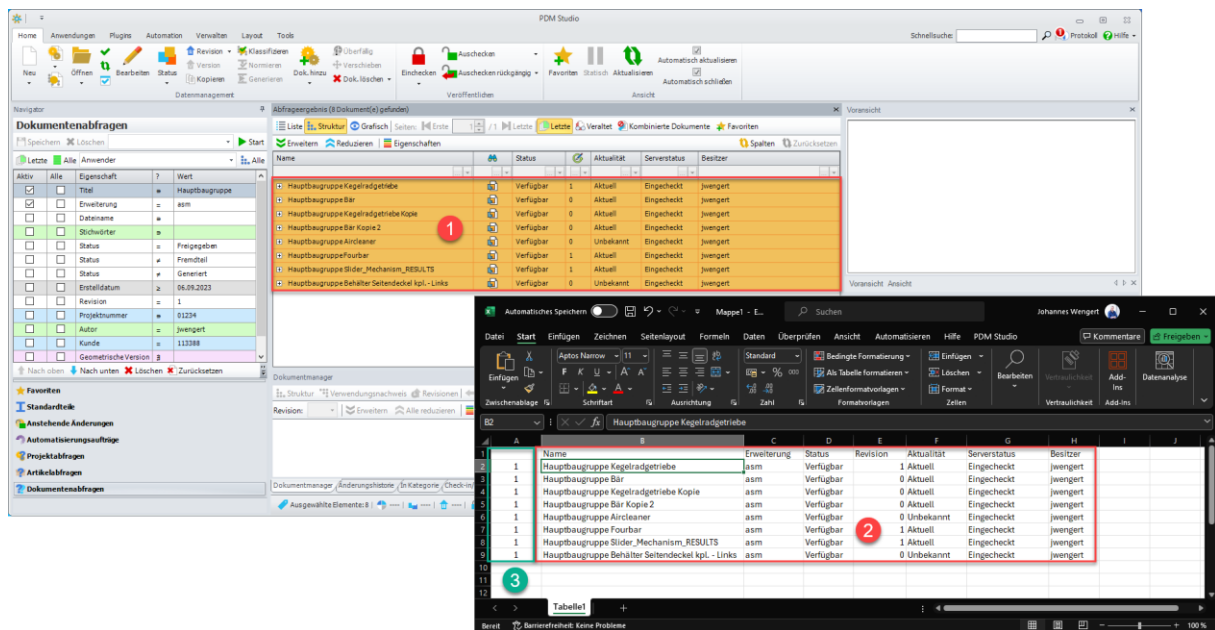 PDM Studio
Home Anwendungen Plugins Automation Verwalten Layout Tools
Schnellsuche: Protokol Hilfe
Neu Öffnen Bearbeiten Status
Revision Klassifizieren
Version Normieren
Kopieren Generieren
Datenmanagement
Dok. hinzu
Überfällig
Verschieben
Dok. löschen
Einchecken
Auschecken
Auschecken rückgängig
Veröffentlichen
Favoriten Statisch Aktualisieren
Automatisch aktualisieren
Automatisch schließen
Ansicht
Navigator
Dokumentenabfragen
Speichern Löschen Start
Letzte Alle Anwender Alle
Aktiv Alle Eigenschaft ? Wert
Titel Hauptbaugruppe
Erweiterung = asm
Dateiname
Stichwörter
Status = Freigegeben
Status ≠ Fremdteil
Status ≠ Generiert
Erstelldatum ≥ 06.09.2023
Revision = 1
Projektnummer 01234
Autor = jwengert
Kunde = 113388
Geometrische Version 3
Nach oben Nach unten Löschen Zurücksetzen
Favoriten
Standardteile
Anstehende Änderungen
Automatisierungsaufträge
Projektabfragen
Artikelabfragen
Dokumentenabfragen
Abfrageergebnis (8 Dokument(e) gefunden)
Liste Struktur Grafisch Seiten: Erste 1 / 1 Letzte Letzte Veraltet Kombinierte Dokumente Favoriten
Erweitern Reduzieren Eigenschaften Spalten Zurücksetzen
Name Status Aktualität Serverstatus Besitzer
Hauptbaugruppe Kegelradgetriebe Verfügbar 1 Aktuell Eingecheckt jwengert
Hauptbaugruppe Bär Verfügbar 0 Aktuell Eingecheckt jwengert
Hauptbaugruppe Kegelradgetriebe Kopie Verfügbar 0 Aktuell Eingecheckt jwengert
Hauptbaugruppe Bär Kopie 2 Verfügbar 0 Aktuell Eingecheckt jwengert
Hauptbaugruppe Aircleaner Verfügbar 0 Unbekannt Eingecheckt jwengert
Hauptbaugruppe Fourbar Verfügbar 1 Aktuell Eingecheckt jwengert
Hauptbaugruppe Slider_Mechanism_RESULTS Verfügbar 1 Aktuell Eingecheckt jwengert
Hauptbaugruppe Behälter Seitendeckel kpl. - Links Verfügbar 0 Unbekannt Eingecheckt jwengert
1
Voransicht
Voransicht Ansicht
Dokumentmanager
Struktur Verwendungsnachweis Revisionen
Revision: Erweitern Alle reduzieren
Dokumentmanager Änderungshistorie In Kategorie
Ausgewählte Elemente: 8
Automatisches Speichern Mappe1 - E... Suchen Johannes Wengert
Datei Start Einfügen Zeichnen Seitenlayout Formeln Daten Überprüfen Ansicht Automatisieren Hilfe PDM Studio Kommentare Freigeben
Einfügen
Zwischenablage
Aptos Narrow 11
F K U
Schriftart
Ausrichtung
Standard
% 000
Zahl
Bedingte Formatierung
Als Tabelle formatieren
Zellenformatvorlagen
Formatvorlagen
Einfügen
Löschen
Format
Zellen
Bearbeiten
Vertraulichkeit
Vertraulichkeit
Add-Ins
Add-Ins
Datenanalyse
B2 fx Hauptbaugruppe Kegelradgetriebe
A B C D E F G H I J
1 Name Erweiterung Status Revision Aktualität Serverstatus Besitzer
2 1 Hauptbaugruppe Kegelradgetriebe asm Verfügbar 1 Aktuell Eingecheckt jwengert
3 1 Hauptbaugruppe Bär asm Verfügbar 0 Aktuell Eingecheckt jwengert
4 1 Hauptbaugruppe Kegelradgetriebe Kopie asm Verfügbar 0 Aktuell Eingecheckt jwengert
5 1 Hauptbaugruppe Bär Kopie 2 asm Verfügbar 0 Aktuell Eingecheckt jwengert
6 1 Hauptbaugruppe Aircleaner asm Verfügbar 0 Unbekannt Eingecheckt jwengert
7 1 Hauptbaugruppe Fourbar asm Verfügbar 1 Aktuell Eingecheckt jwengert
8 1 Hauptbaugruppe Slider_Mechanism_RESULTS asm Verfügbar 1 Aktuell Eingecheckt jwengert
9 1 Hauptbaugruppe Behälter Seitendeckel kpl. - Links asm Verfügbar 0 Unbekannt Eingecheckt jwengert
10
11
12
2
3
Tabelle1
Bereit Barrierefreiheit: Keine Probleme 100 %